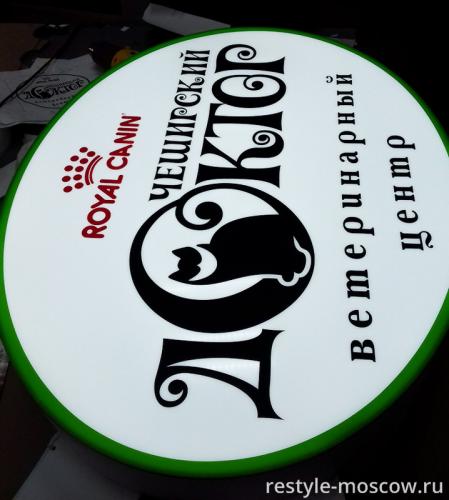 ROYAL CANIN
ЧЕШИРСКИЙ
ДОКТОР
ветеринарный
центр
restyle-moscow.ru